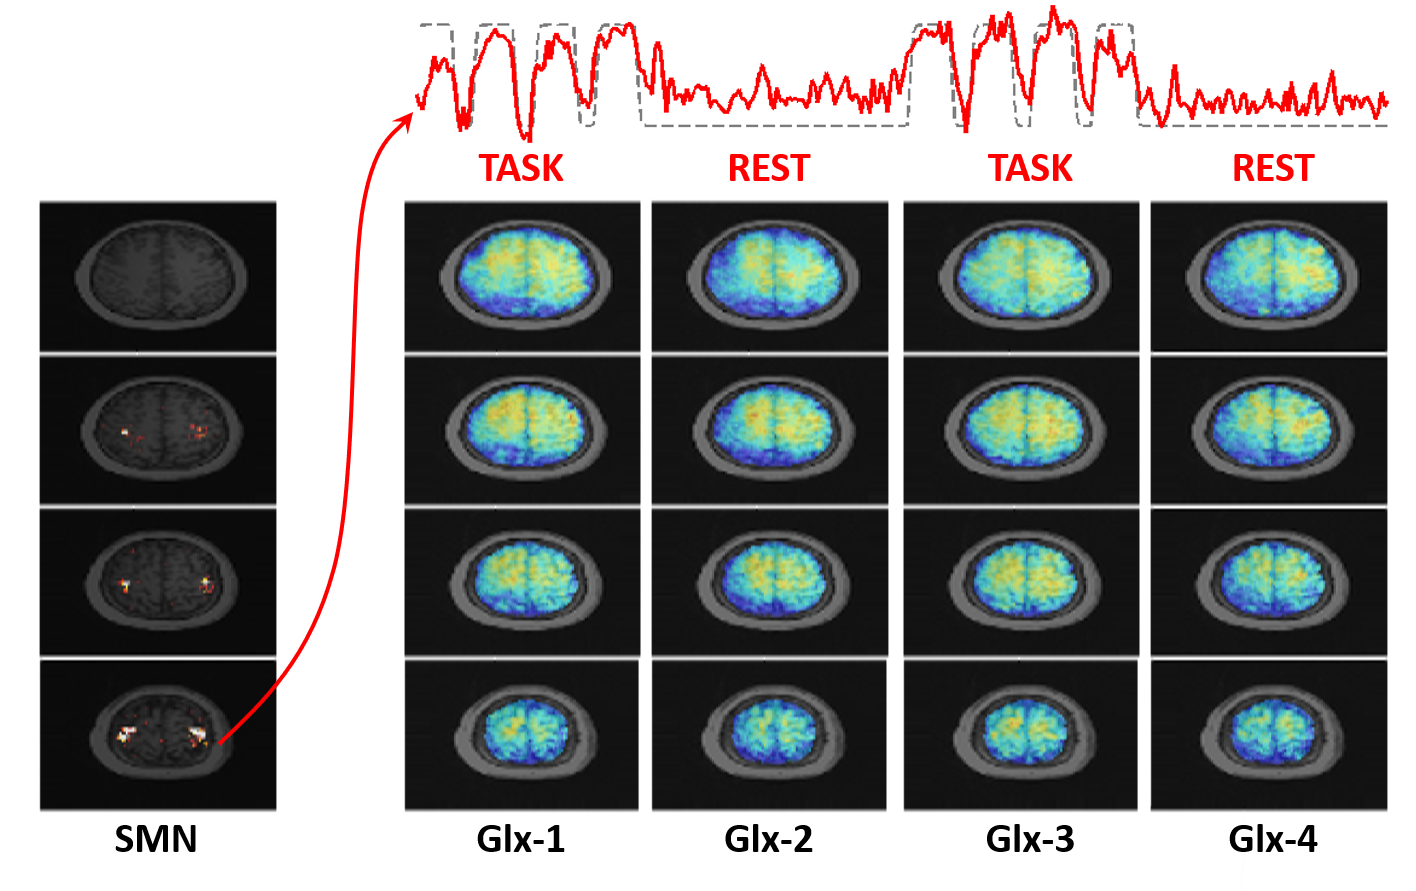 TASK REST TASK REST
SMN Glx-1 Glx-2 Glx-3 Glx-4